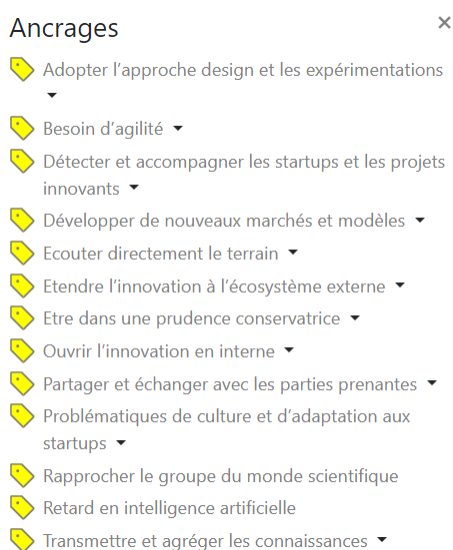 Ancrages
Adopter l’approche design et les expérimentations
Besoin d’agilité
Détecter et accompagner les startups et les projets
innovants
Développer de nouveaux marchés et modèles
Ecouter directement le terrain
Etendre l’innovation à l’écosystème externe
Etre dans une prudence conservatrice
Ouvrir l’innovation en interne
Partager et échanger avec les parties prenantes
Problématiques de culture et d’adaptation aux
startups
Rapprocher le groupe du monde scientifique
Retard en intelligence artificielle
Transmettre et agréger les connaissances